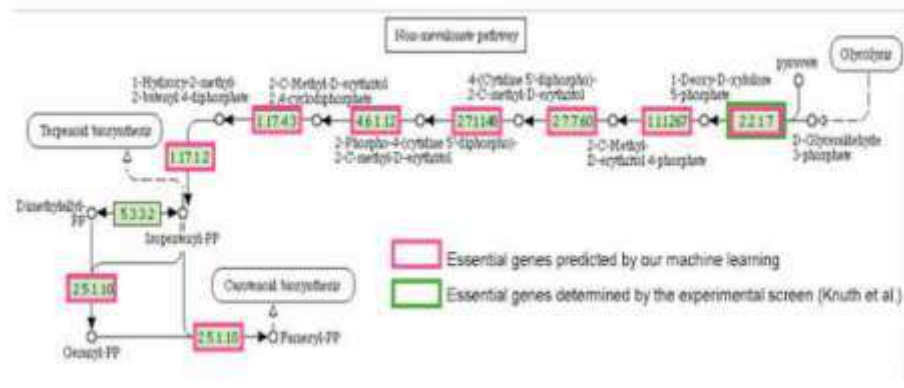 Non-mevalonate pathway
Glycolysis
pyruvate
1-Hydroxy-2-methyl-
2-butenyl 4-diphosphate
2-C-Methyl-D-erythritol
2,4-cyclodiphosphate
4-(Cytidine 5'-diphospho)-
2-C-methyl-D-erythritol
1-Deoxy-D-xylulose
5-phosphate
1.17.4.3
4.6.1.12
2.7.1.148
2.7.7.60
1.1.1.267
2.2.1.7
Terpenoid biosynthesis
2-Phospho-4-(cytidine 5'-diphospho)-
2-C-methyl-D-erythritol
2-C-Methyl-
D-erythritol 4-phosphate
D-Glyceraldehyde
3-phosphate
1.17.1.2
Dimethylallyl-
PP
5.3.3.2
Isopentenyl-PP
Essential genes predicted by our machine learning
2.5.1.10
Carotenoid biosynthesis
Essential genes determined by the experimental screen (Knuth et al.)
2.5.1.10
Farnesyl-PP
Geranyl-PP